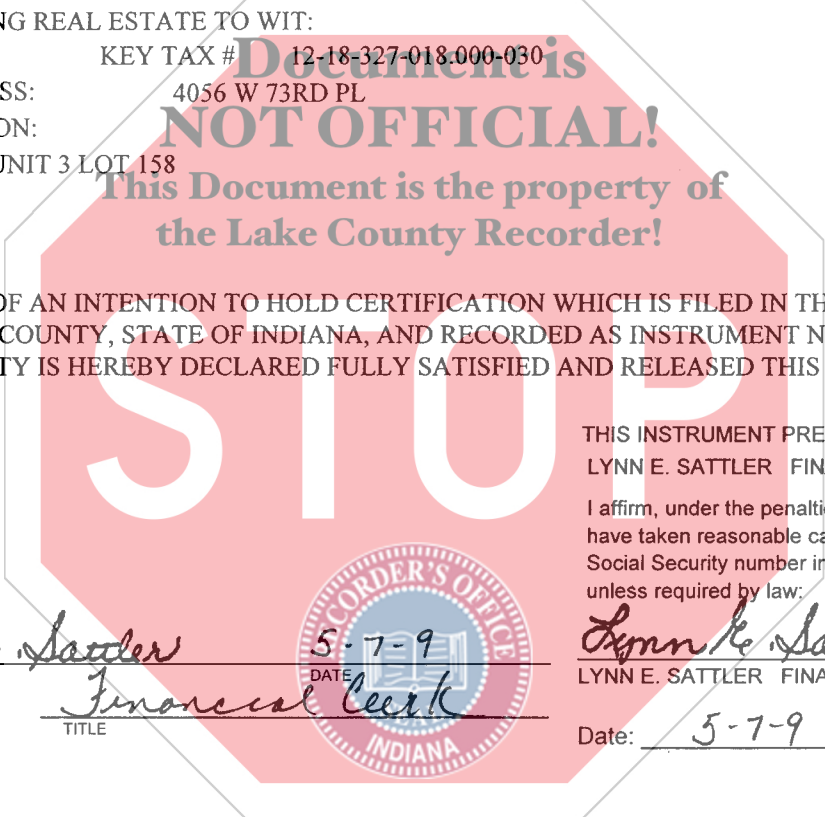 NG REAL ESTATE TO WIT:
KEY TAX # 12-18-327-018.000-030
Document is
SS: 4056 W 73RD PL
ON:
NOT OFFICIAL!
UNIT 3 LOT 158
This Document is the property of
the Lake County Recorder!
OF AN INTENTION TO HOLD CERTIFICATION WHICH IS FILED IN TH
COUNTY, STATE OF INDIANA, AND RECORDED AS INSTRUMENT N
TY IS HEREBY DECLARED FULLY SATISFIED AND RELEASED THIS
STOP
THIS INSTRUMENT PRE
LYNN E. SATTLER FINA
I affirm, under the penalti
have taken reasonable ca
Social Security number in
unless required by law:
Sattler 5-7-9
DATE
Financial Clerk
TITLE
RECORDER'S OFFICE
INDIANA
Lynn E. Sa
LYNN E. SATTLER FINA
Date: 5-7-9